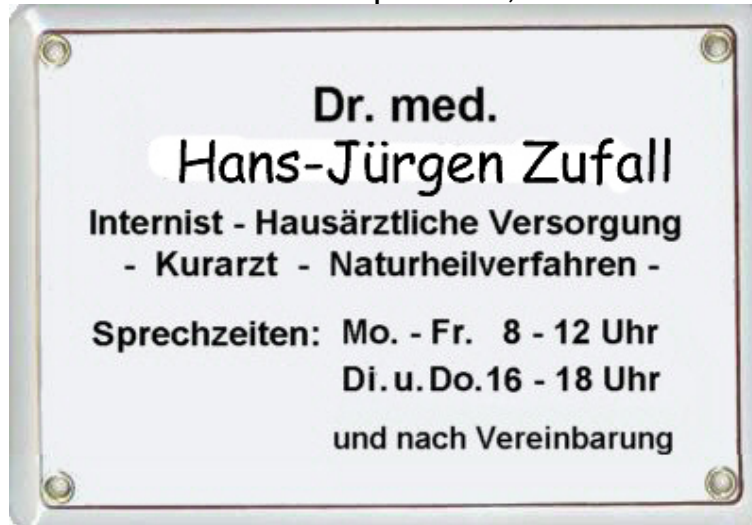 Dr. med.
Hans-Jürgen Zufall
Internist - Hausärztliche Versorgung
- Kurarzt - Naturheilverfahren -
Sprechzeiten: Mo. - Fr. 8 - 12 Uhr
Di. u. Do. 16 - 18 Uhr
und nach Vereinbarung